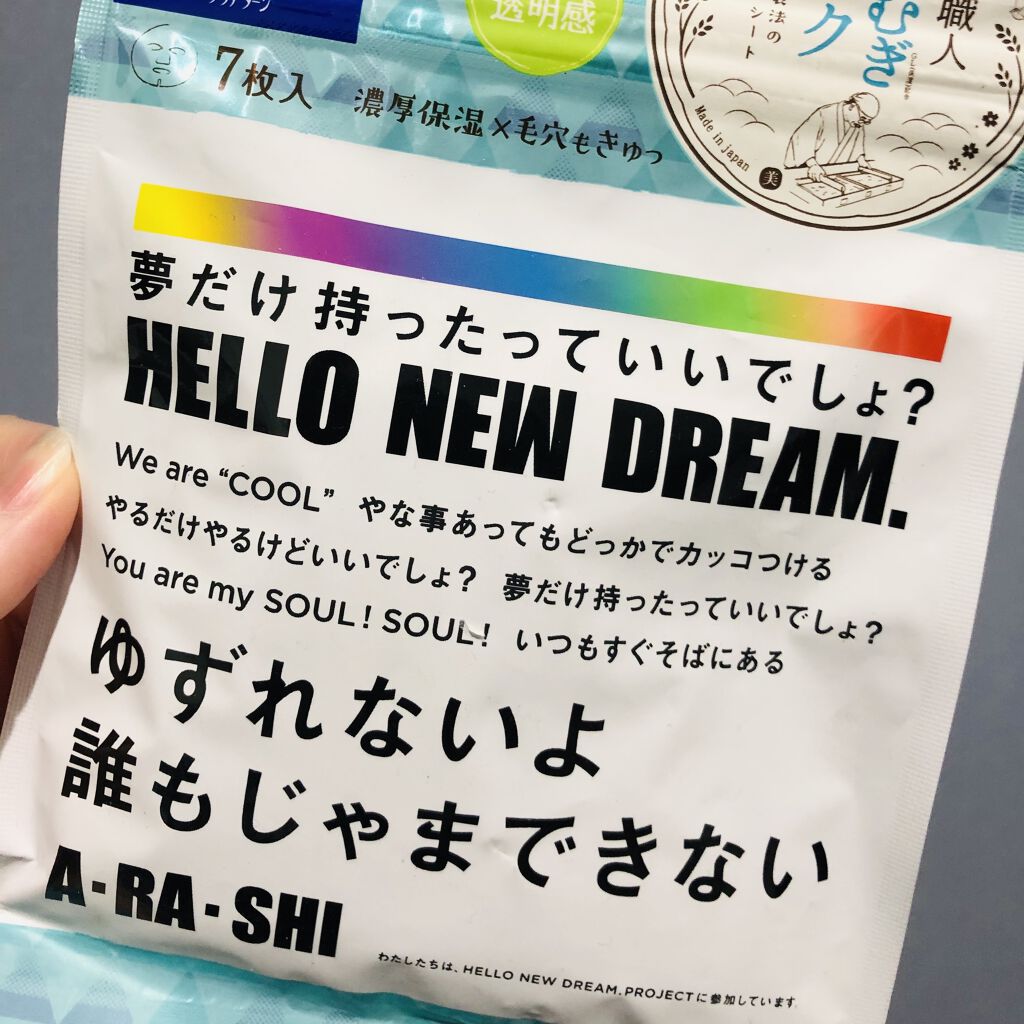 クリアターン
透明感
職人
むぎ
ク
製法の
シート
7枚入
濃厚保湿×毛穴もきゅっ
Made in Japan
美
夢だけ持ったっていいでしょ?
HELLO NEW DREAM.
We are "COOL" やな事あってもどっかでカッコつける
やるだけやるけどいいでしょ? 夢だけ持ったっていいでしょ?
You are my SOUL! SOUL! いつもすぐそばにある
ゆずれないよ
誰もじゃまできない
A・RA・SHI
わたしたちは、HELLO NEW DREAM.PROJECTに参加しています。